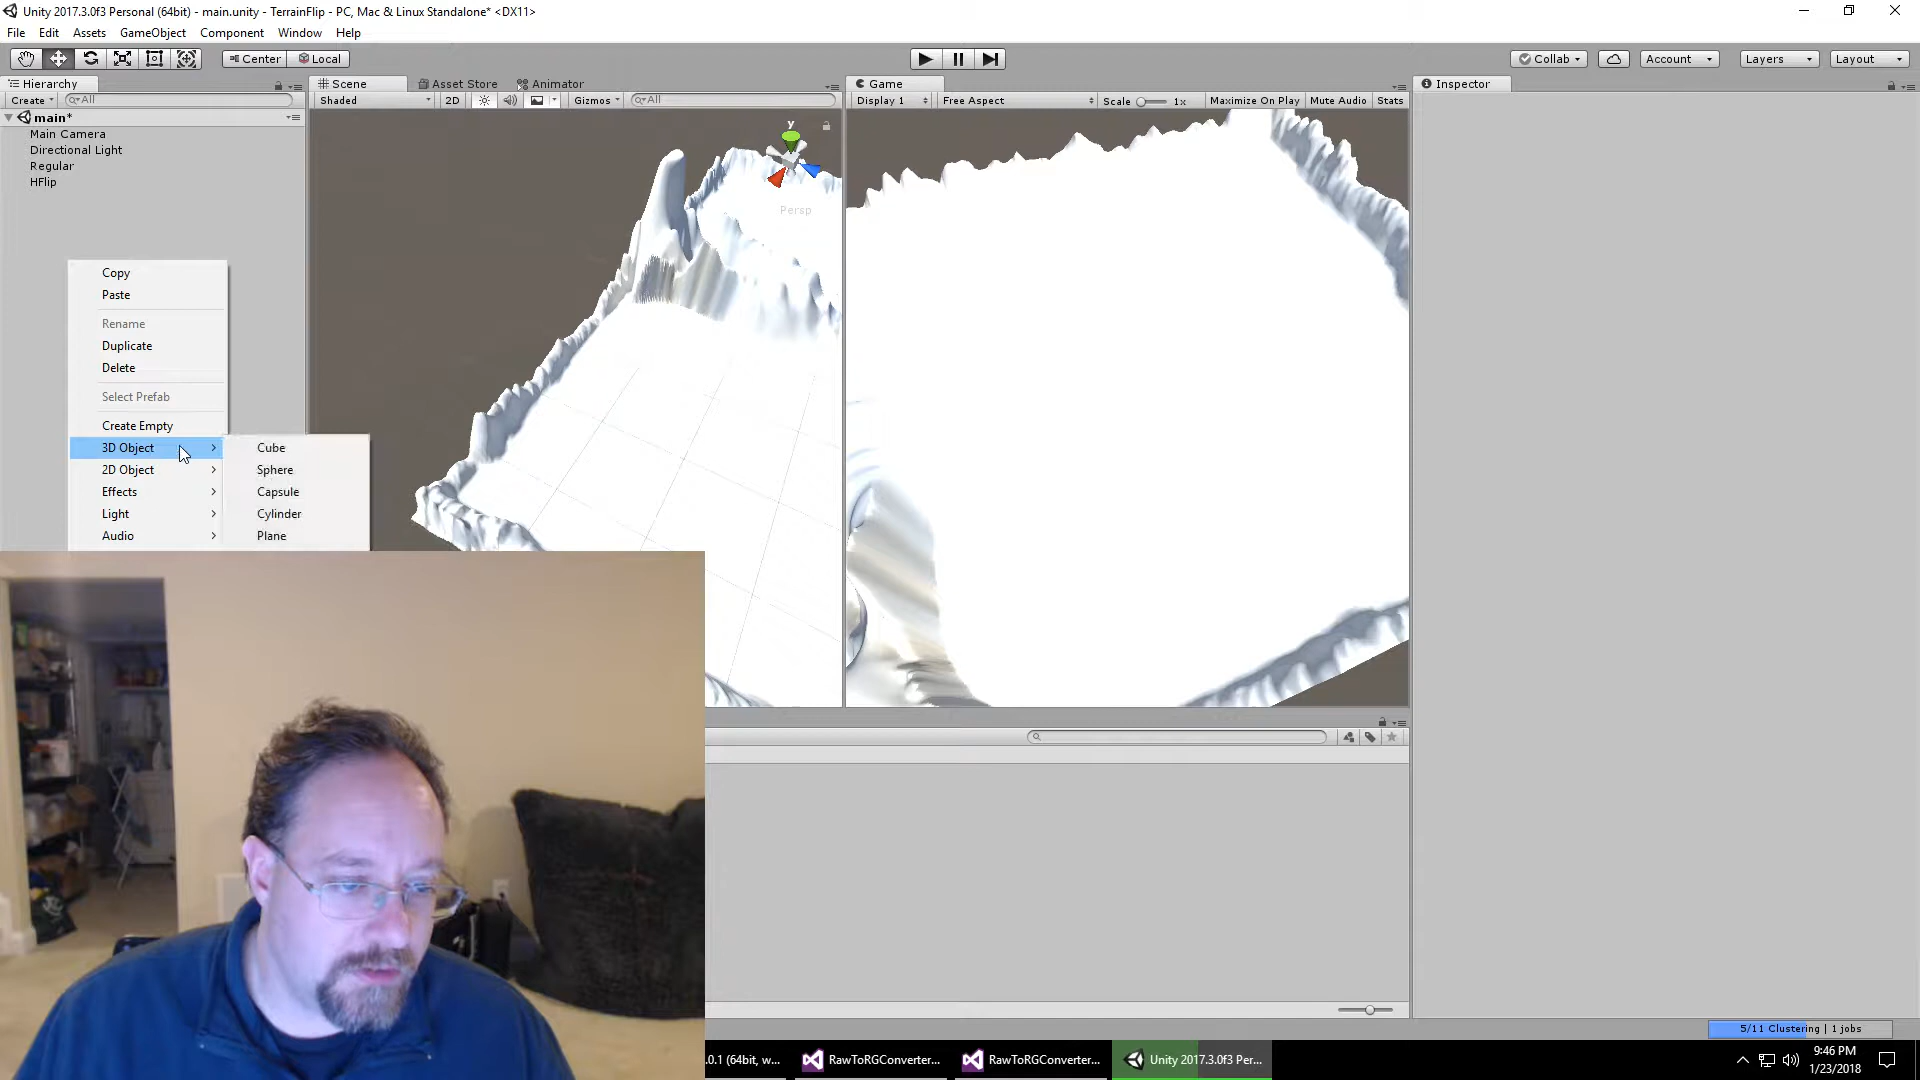 Unity 2017.3.0f3 Personal (64bit) - main.unity - TerrainFlip - PC, Mac & Linux Standalone* <DX11>
File Edit Assets GameObject Component Window Help
Center Local Collab Account Layers Layout
Hierarchy Scene Asset Store Animator Game Inspector
Create All Shaded 2D Gizmos All Display 1 Free Aspect Scale 1x Maximize On Play Mute Audio Stats
main*
Main Camera
Directional Light
Regular
HFlip
y
Persp
Copy
Paste
Rename
Duplicate
Delete
Select Prefab
Create Empty
3D Object Cube
2D Object Sphere
Effects Capsule
Light Cylinder
Audio Plane
5/11 Clustering | 1 jobs
.0.1 (64bit, w... RawToRGConverter... RawToRGConverter... Unity 2017.3.0f3 Per...
9:46 PM
1/23/2018